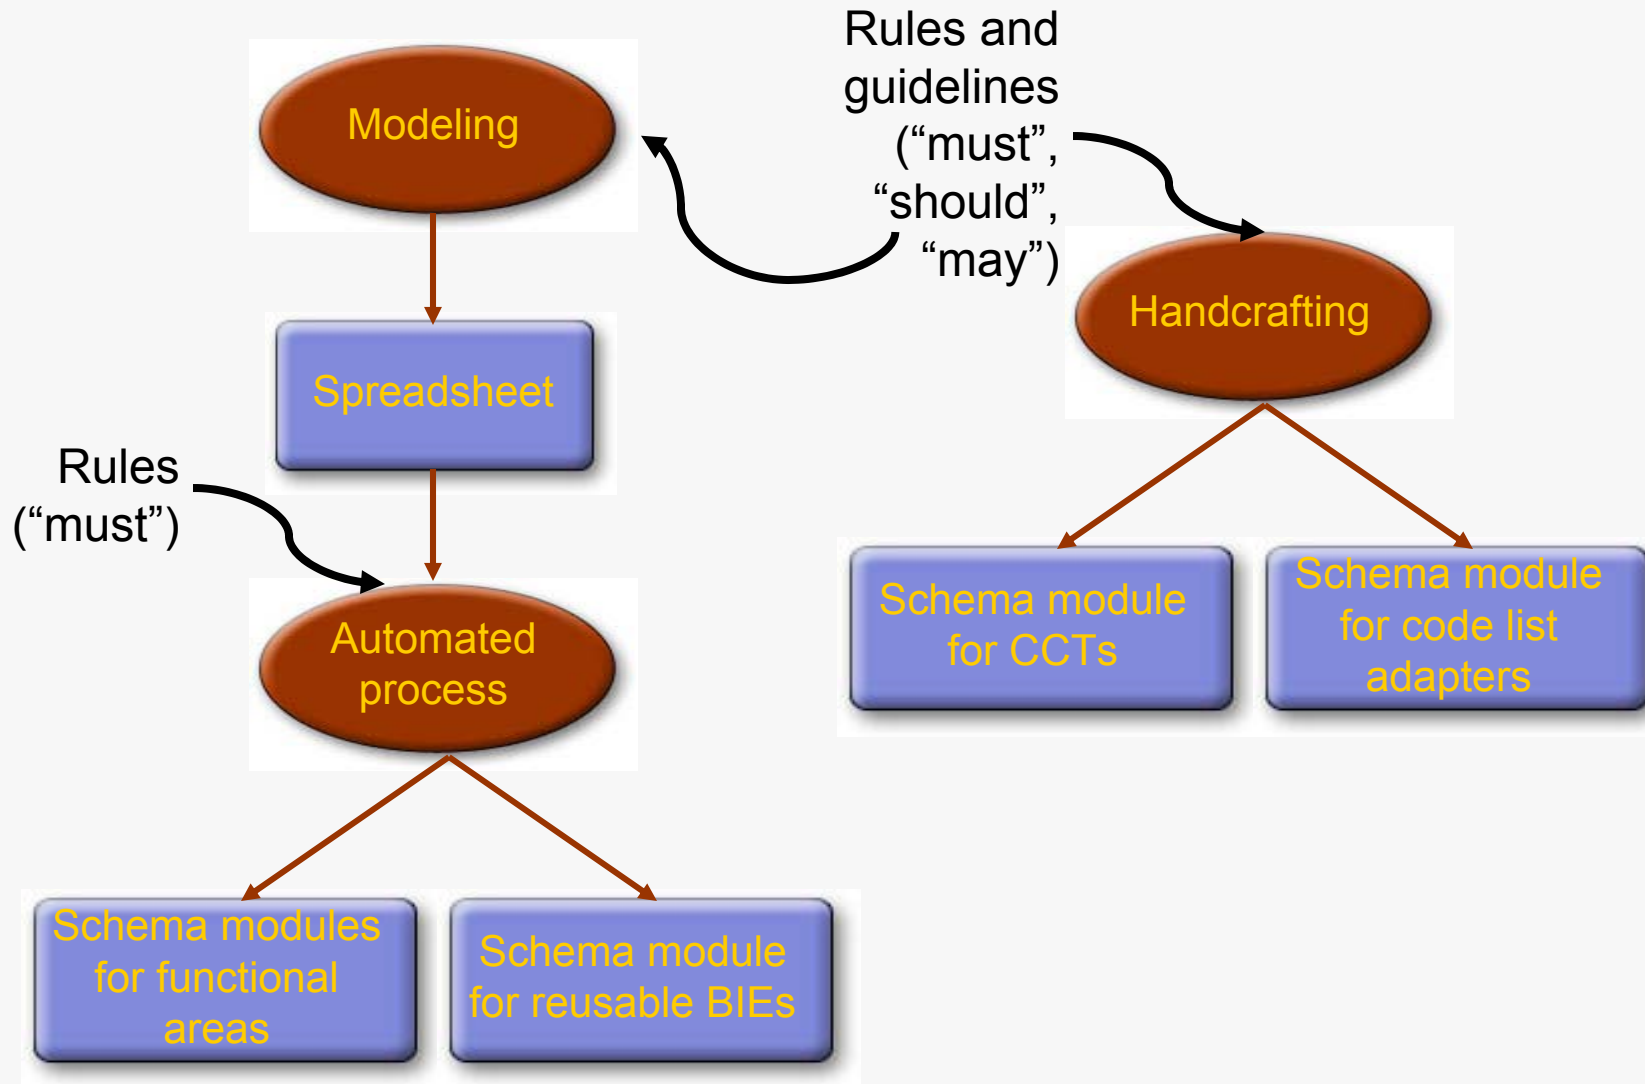 Modeling
Rules and
guidelines
(“must”,
“should”,
“may”)
Handcrafting
Spreadsheet
Rules
(“must”)
Automated
process
Schema module
for CCTs
Schema module
for code list
adapters
Schema modules
for functional
areas
Schema module
for reusable BIEs